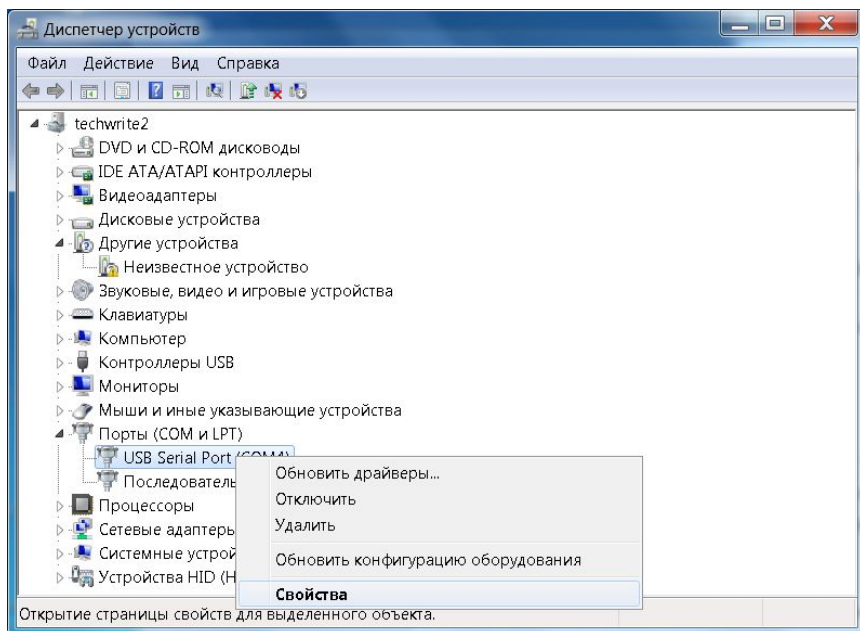 Диспетчер устройств
Файл Действие Вид Справка
techwrite2
DVD и CD-ROM дисководы
IDE ATA/ATAPI контроллеры
Видеоадаптеры
Дисковые устройства
Другие устройства
Неизвестное устройство
Звуковые, видео и игровые устройства
Клавиатуры
Компьютер
Контроллеры USB
Мониторы
Мыши и иные указывающие устройства
Порты (COM и LPT)
USB Serial Port (COM4)
Процессоры
Сетевые адаптеры
Системные
Устройства HID
Обновить драйверы...
Отключить
Удалить
Обновить конфигурацию оборудования
Свойства
Открытие страницы свойств для выделенного объекта.